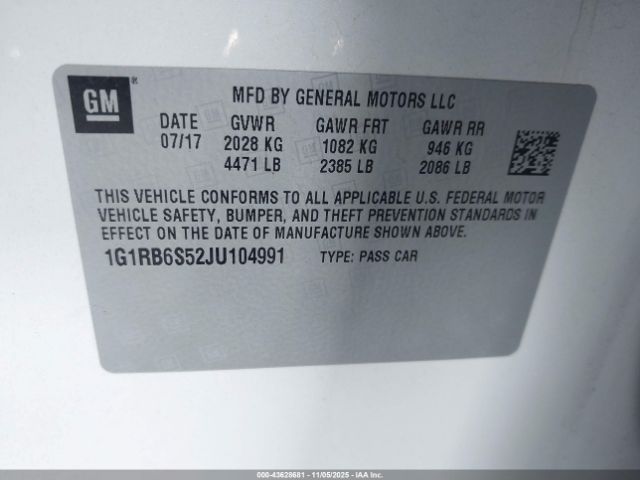 GM®
MFD BY GENERAL MOTORS LLC
DATE GVWR GAWR FRT GAWR RR
07/17 2028 KG 1082 KG 946 KG
4471 LB 2385 LB 2086 LB
THIS VEHICLE CONFORMS TO ALL APPLICABLE U.S. FEDERAL MOTOR
VEHICLE SAFETY, BUMPER, AND THEFT PREVENTION STANDARDS IN
EFFECT ON THE DATE OF MANUFACTURE SHOWN ABOVE.
1G1RB6S52JU104991 TYPE: PASS CAR
000-43628681 - 11/05/2025 - IAA Inc.